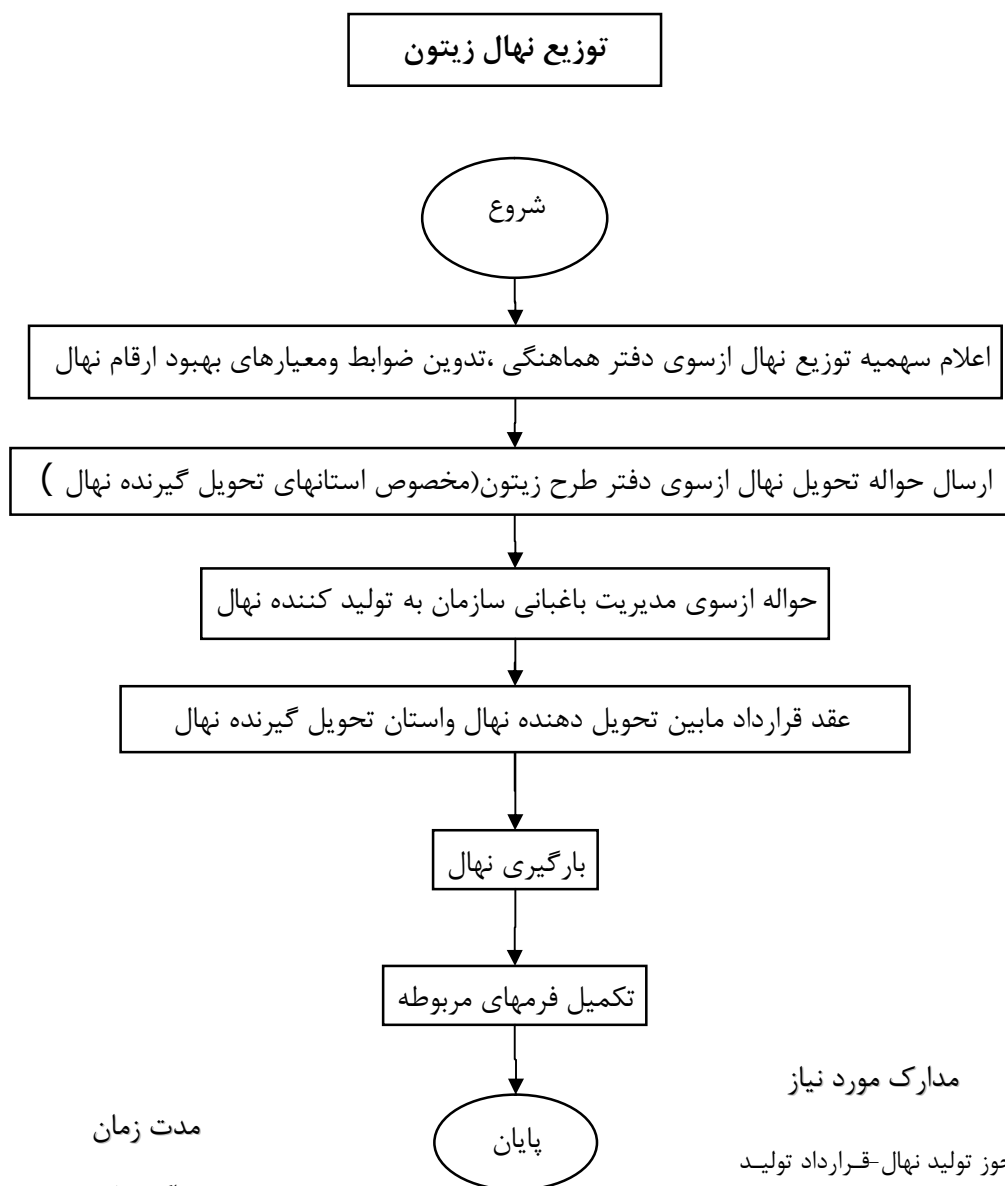 توزیع نهال زیتون
شروع
اعلام سهمیه توزیع نهال ازسوی دفتر هماهنگی ،تدوین ضوابط ومعیارهای بهبود ارقام نهال
ارسال حواله تحویل نهال ازسوی دفتر طرح زیتون(مخصوص استانهای تحویل گیرنده نهال )
حواله ازسوی مدیریت باغبانی سازمان به تولید کننده نهال
عقد قرارداد مابین تحویل دهنده نهال واستان تحویل گیرنده نهال
بارگیری نهال
تکمیل فرمهای مربوطه
پایان
مدارک مورد نیاز
تولید نهال-قـرارداد تولیـد
مدت زمان